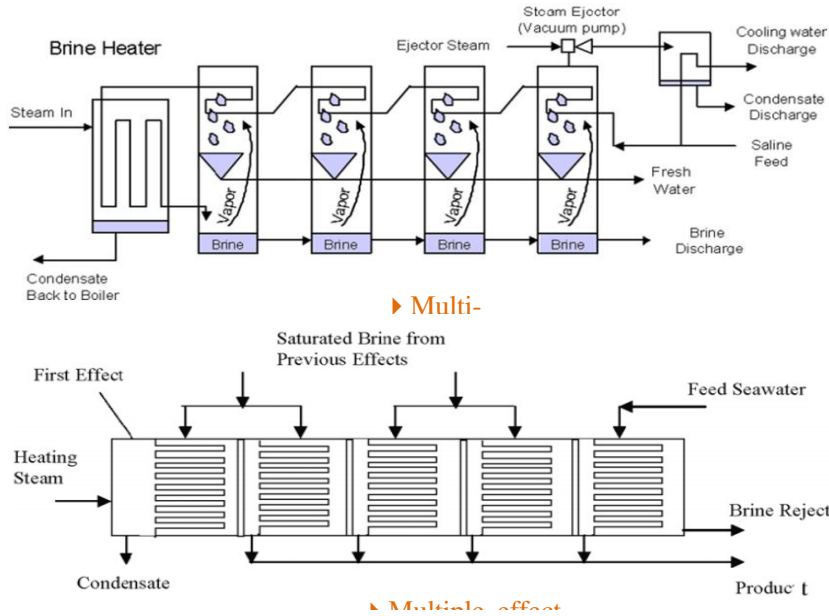 Steam Ejector
(Vacuum pump)
Cooling water
Discharge
Brine Heater
Ejector Steam
Steam In
Condensate
Discharge
Saline
Feed
Fresh
Water
Vapor
Vapor
Vapor
Vapor
Brine
Brine
Brine
Brine
Brine
Discharge
Condensate
Back to Boiler
Multi-
Saturated Brine from
Previous Effects
First Effect
Feed Seawater
Heating
Steam
Brine Reject
Condensate
Product
Multiple effect